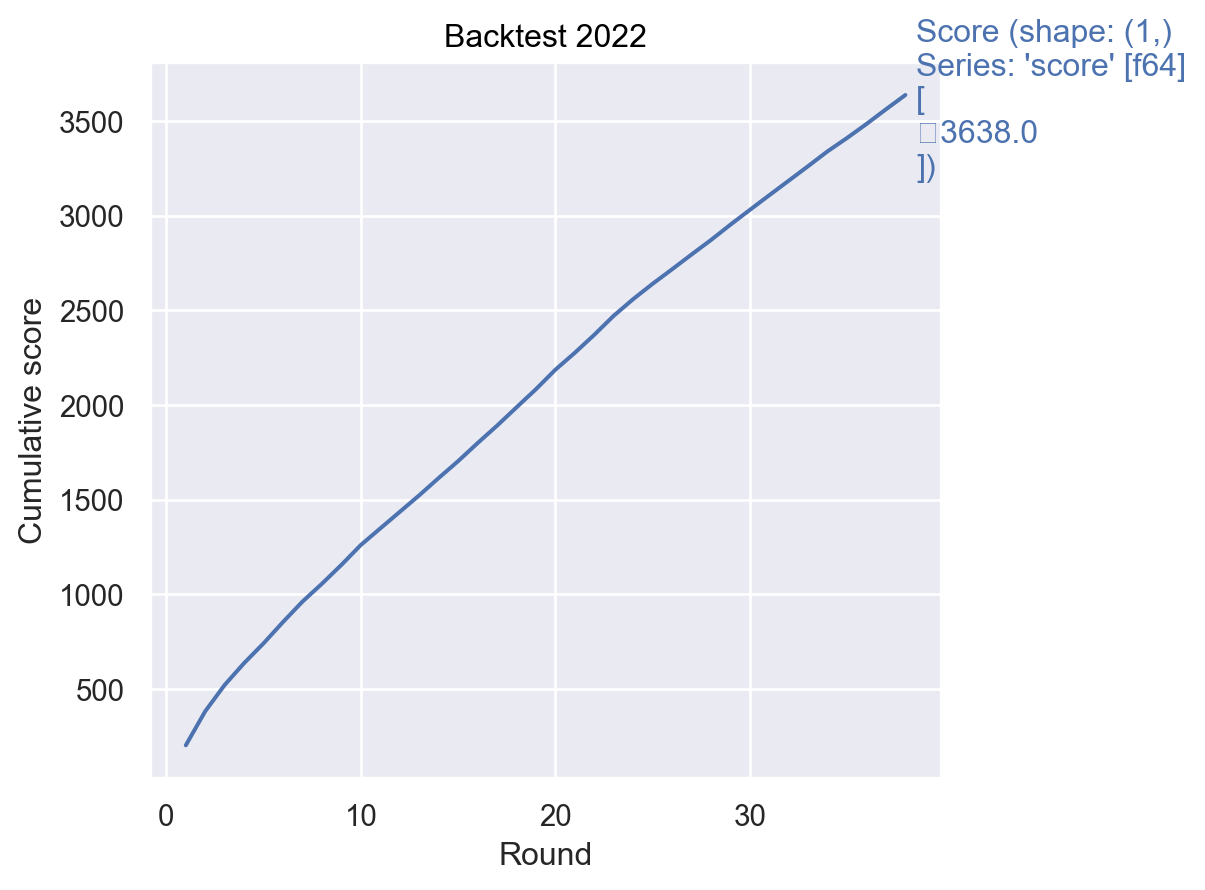 Backtest 2022
Score (shape: (1,)
Series: 'score' [f64]
[
3638.0
])
3500
3000
2500
2000
1500
1000
500
Cumulative score
0 10 20 30
Round